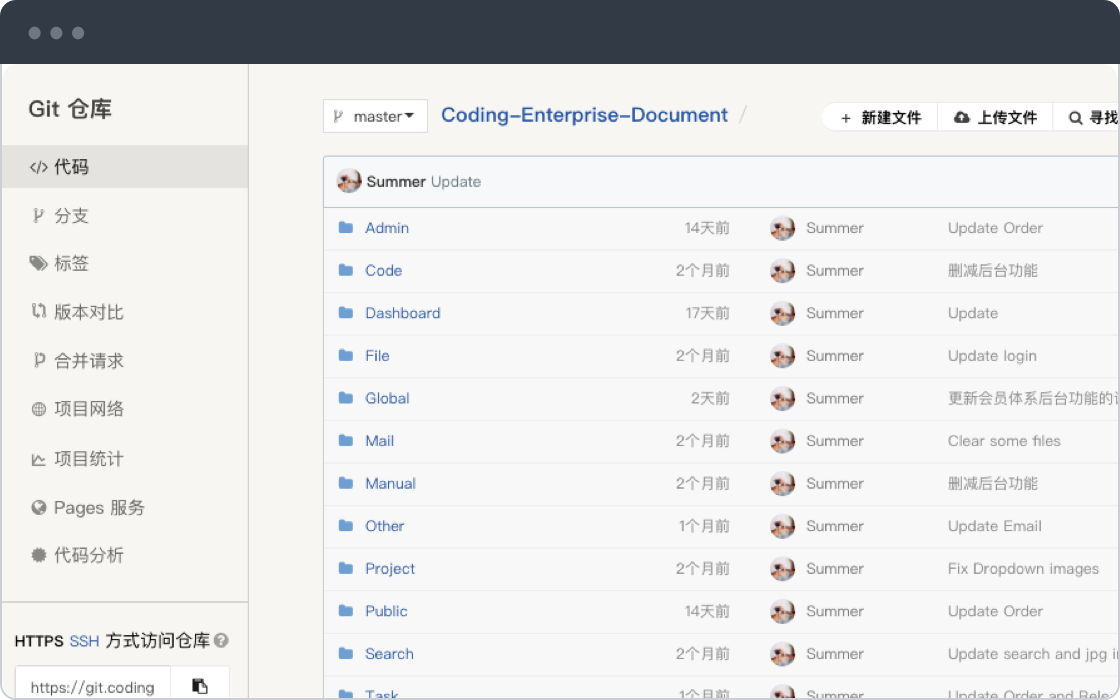 Git 仓库
代码
分支
标签
版本对比
合并请求
项目网络
项目统计
Pages 服务
代码分析
HTTPS SSH 方式访问仓库
https://git.coding
master
Coding-Enterprise-Document /
+ 新建文件
上传文件
寻找
Summer Update
Admin 14天前 Summer Update Order
Code 2个月前 Summer 删减后台功能
Dashboard 17天前 Summer Update
File 2个月前 Summer Update login
Global 2天前 Summer 更新会员体系后台功能的
Mail 2个月前 Summer Clear some files
Manual 2个月前 Summer 删减后台功能
Other 1个月前 Summer Update Email
Project 2个月前 Summer Fix Dropdown images
Public 14天前 Summer Update Order
Search 2个月前 Summer Update search and jpg
Task 1个月前 Summer Update Order and